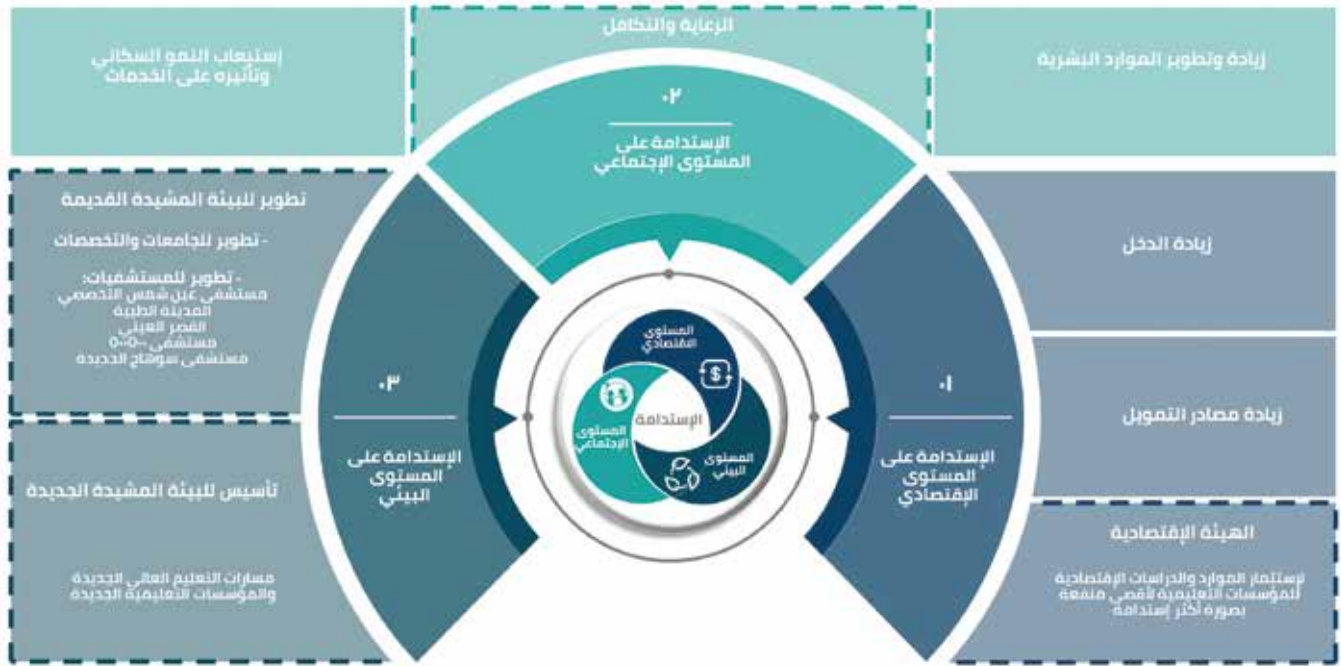 زيادة وتطوير الموارد البشرية
الرعاية والتكامل
إستيعاب النمو السكاني
وتأثيره على الخدمات
٠٢
الإستدامة على
المستوى الإجتماعي
زيادة الدخل
زيادة مصادر التمويل
الهيئة الإقتصادية
لإستثمار الموارد والدراسات الإقتصادية
للمؤسسات التعليمية لأقصى منفعة
بصورة أكثر إستدامة
٠١
الإستدامة على
المستوى
الإقتصادي
المستوى
الاقتصادي
$
الإستدامة
المستوى
الإجتماعي
المستوى
البيئي
٠٣
الإستدامة على
المستوى
البيئي
تطوير للبيئة المشيدة القديمة
- تطوير للجامعات والتخصصات
- تطوير للمستشفيات:
مستشفى عين شمس التخصصي
المدينة الطبية
القصر العيني
مستشفى ٥٠٠٥٠٠
مستشفى سوهاج الجديدة
تأسيس للبيئة المشيدة الجديدة
مسارات التعليم العالي الجديدة
والمؤسسات التعليمية الجديدة